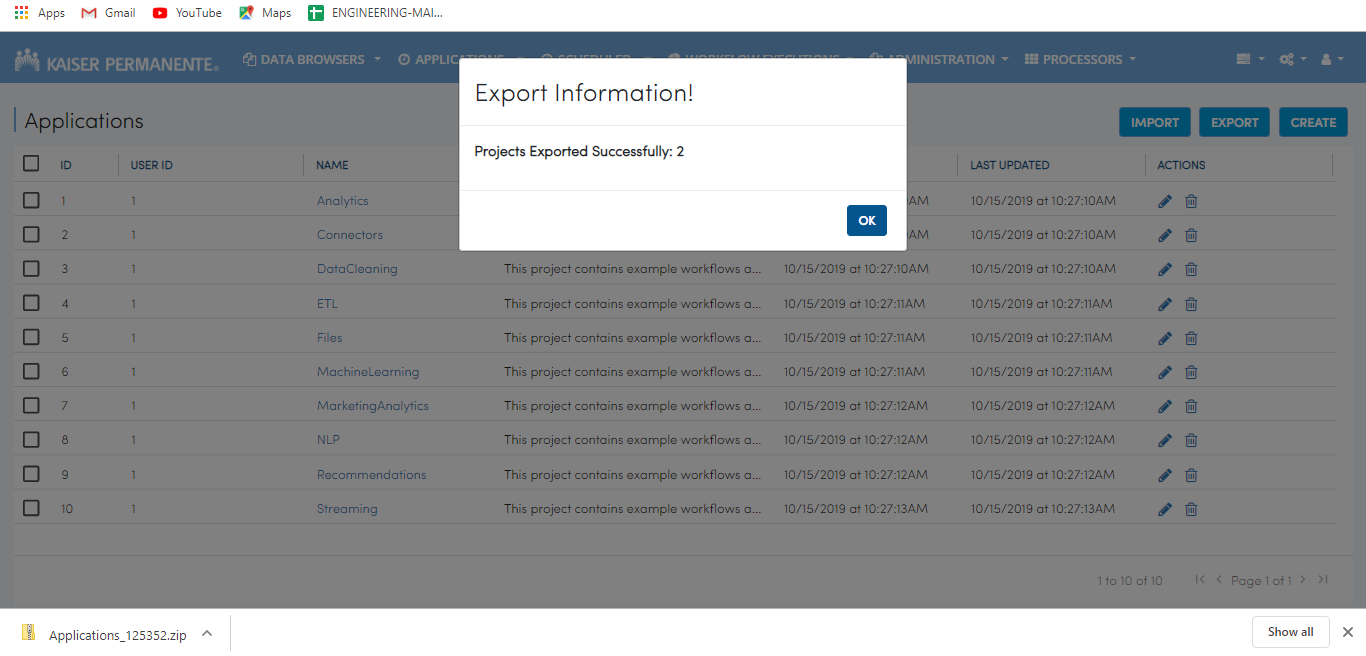 Apps Gmail YouTube Maps ENGINEERING-MAI...
KAISER PERMANENTE® DATA BROWSERS APPLICATIONS SCHEDULED WORKFLOW EXECUTIONS ADMINISTRATION PROCESSORS
Export Information!
Applications IMPORT EXPORT CREATE
Projects Exported Successfully: 2
ID USER ID NAME LAST UPDATED ACTIONS
1 1 Analytics AM 10/15/2019 at 10:27:10AM
OK
2 1 Connectors AM 10/15/2019 at 10:27:10AM
3 1 DataCleaning This project contains example workflows a... 10/15/2019 at 10:27:10AM 10/15/2019 at 10:27:10AM
4 1 ETL This project contains example workflows a... 10/15/2019 at 10:27:11AM 10/15/2019 at 10:27:11AM
5 1 Files This project contains example workflows a... 10/15/2019 at 10:27:11AM 10/15/2019 at 10:27:11AM
6 1 MachineLearning This project contains example workflows a... 10/15/2019 at 10:27:11AM 10/15/2019 at 10:27:11AM
7 1 MarketingAnalytics This project contains example workflows a... 10/15/2019 at 10:27:12AM 10/15/2019 at 10:27:12AM
8 1 NLP This project contains example workflows a... 10/15/2019 at 10:27:12AM 10/15/2019 at 10:27:12AM
9 1 Recommendations This project contains example workflows a... 10/15/2019 at 10:27:12AM 10/15/2019 at 10:27:12AM
10 1 Streaming This project contains example workflows a... 10/15/2019 at 10:27:13AM 10/15/2019 at 10:27:13AM
1 to 10 of 10 Page 1 of 1
Applications_125352.zip Show all